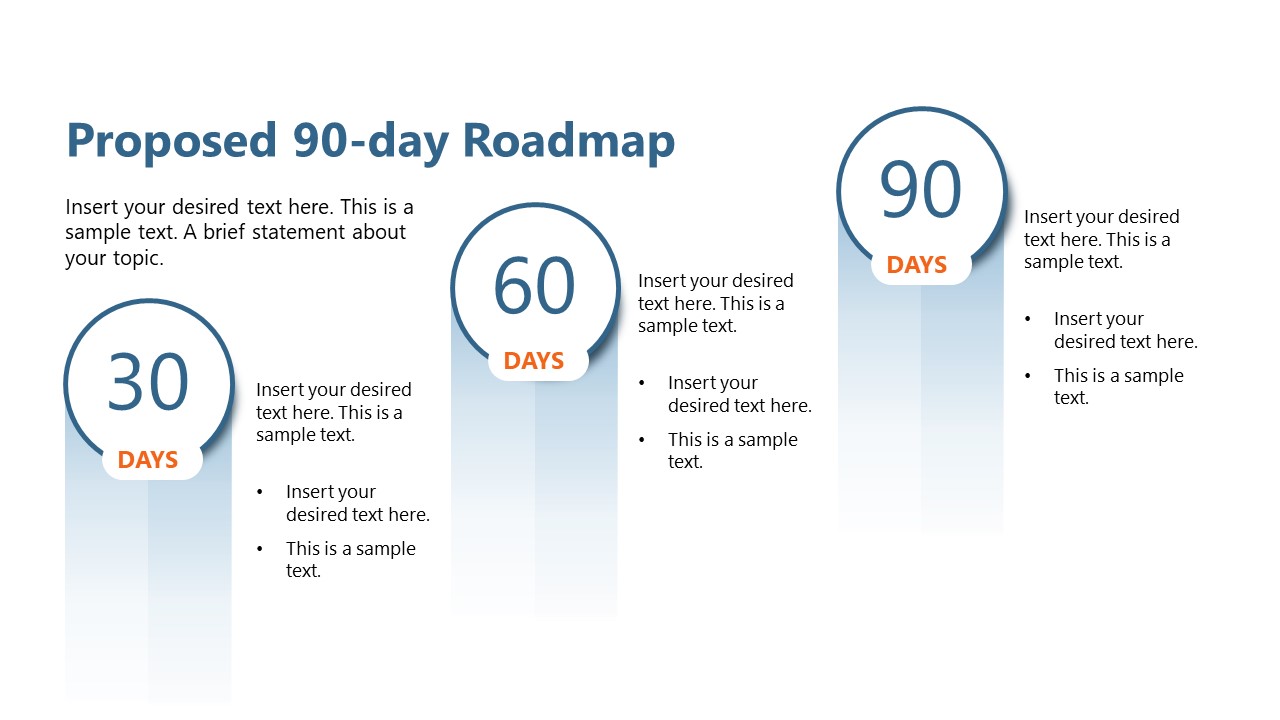 Proposed 90-day Roadmap
Insert your desired text here. This is a
sample text. A brief statement about
your topic.
30
DAYS
Insert your desired
text here. This is a
sample text.
• Insert your
desired text here.
• This is a sample
text.
60
DAYS
Insert your desired
text here. This is a
sample text.
• Insert your
desired text here.
• This is a sample
text.
90
DAYS
Insert your desired
text here. This is a
sample text.
• Insert your
desired text here.
• This is a sample
text.